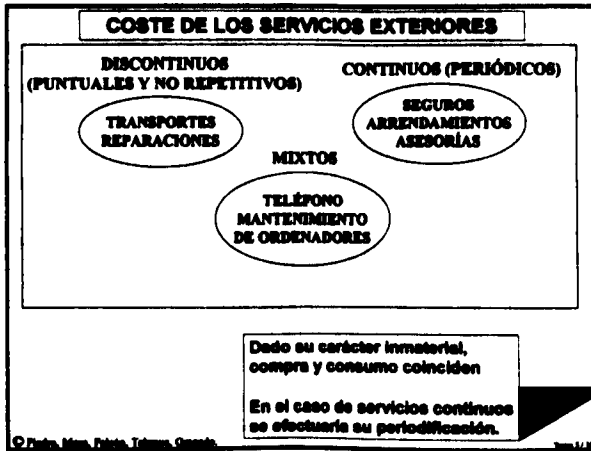 COSTE DE LOS SERVICIOS EXTERIORES
DISCONTINUOS
(PUNTUALES Y NO REPETITIVOS)
TRANSPORTES
REPARACIONES
CONTINUOS (PERIÓDICOS)
SEGUROS
ARRENDAMIENTOS
ASESORÍAS
MIXTOS
TELÉFONO
MANTENIMIENTO
DE ORDENADORES
Dado su carácter inmaterial,
compra y consumo coinciden
En el caso de servicios continuos
se efectuaría su periodificación.
©
Tema 5 /